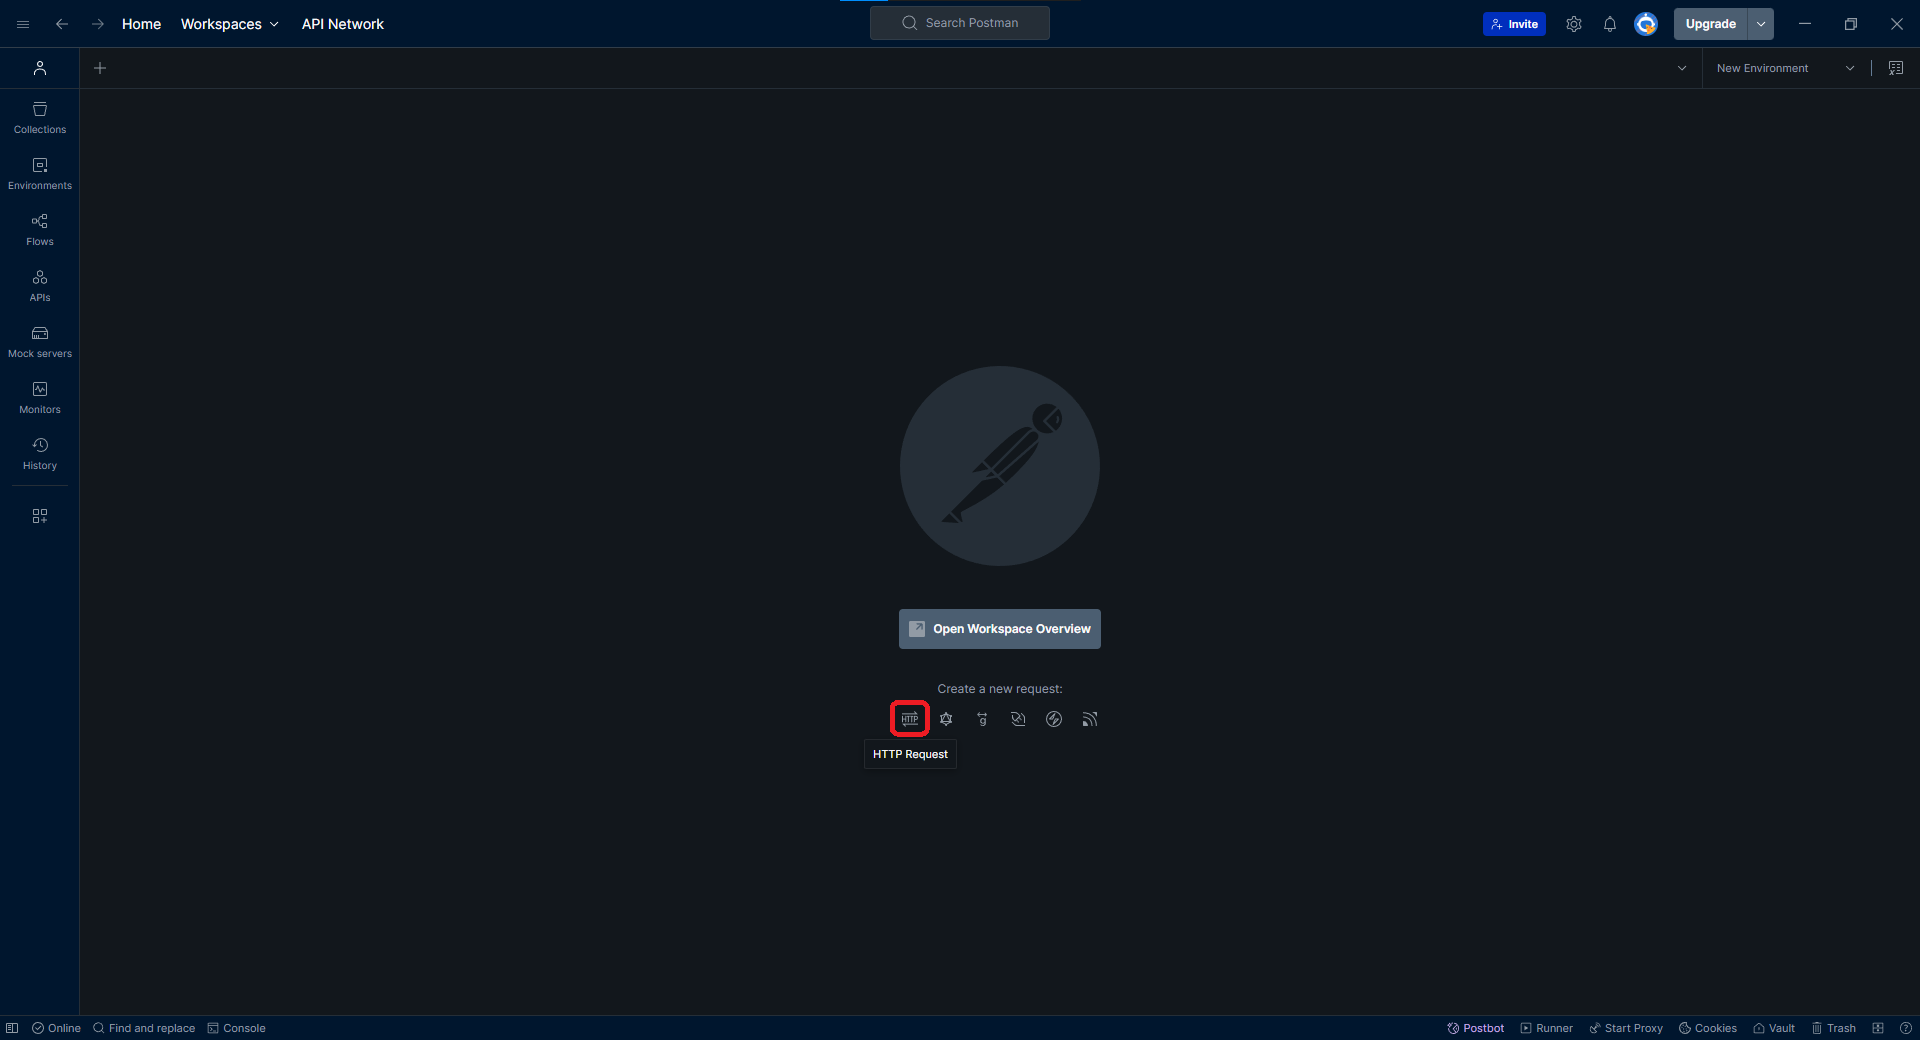 Home
Workspaces
API Network
Search Postman
Invite
Upgrade
New Environment
Collections
Environments
Flows
APIs
Mock servers
Monitors
History
Open Workspace Overview
Create a new request:
HTTP
g
HTTP Request
Online
Find and replace
Console
Postbot
Runner
Start Proxy
Cookies
Vault
Trash